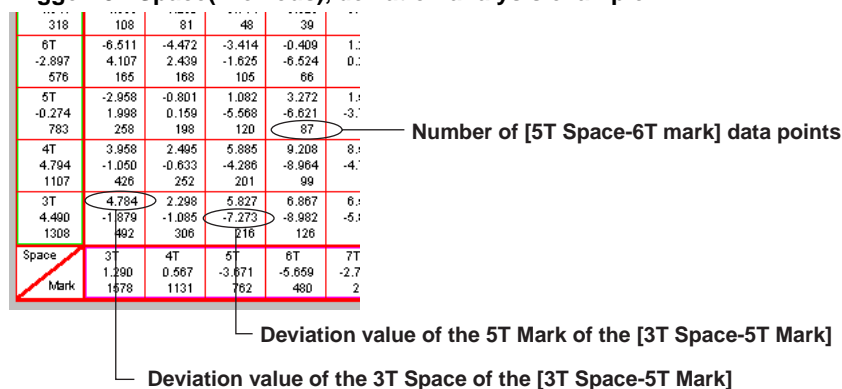 deviation analysis example
318 108 81 48 39
6T -6.511 -4.472 -3.414 -0.409
-2.897 4.107 2.439 -1.625 -6.524
576 165 168 105 66
5T -2.958 -0.801 1.082 3.272
-0.274 1.998 0.159 -5.568 -6.621
783 258 198 120 87
Number of [5T Space-6T mark] data points
4T 3.958 2.495 5.885 9.208
4.794 -1.050 -0.633 -4.286 -8.964
1107 426 252 201 99
3T 4.784 2.298 5.827 6.867
4.490 -1.879 -1.085 -7.273 -8.982
1308 492 306 216 126
Space 3T 4T 5T 6T 7T
1.290 0.567 -3.671 -5.659
Mark 1578 1131 762 480
Deviation value of the 5T Mark of the [3T Space-5T Mark]
Deviation value of the 3T Space of the [3T Space-5T Mark]